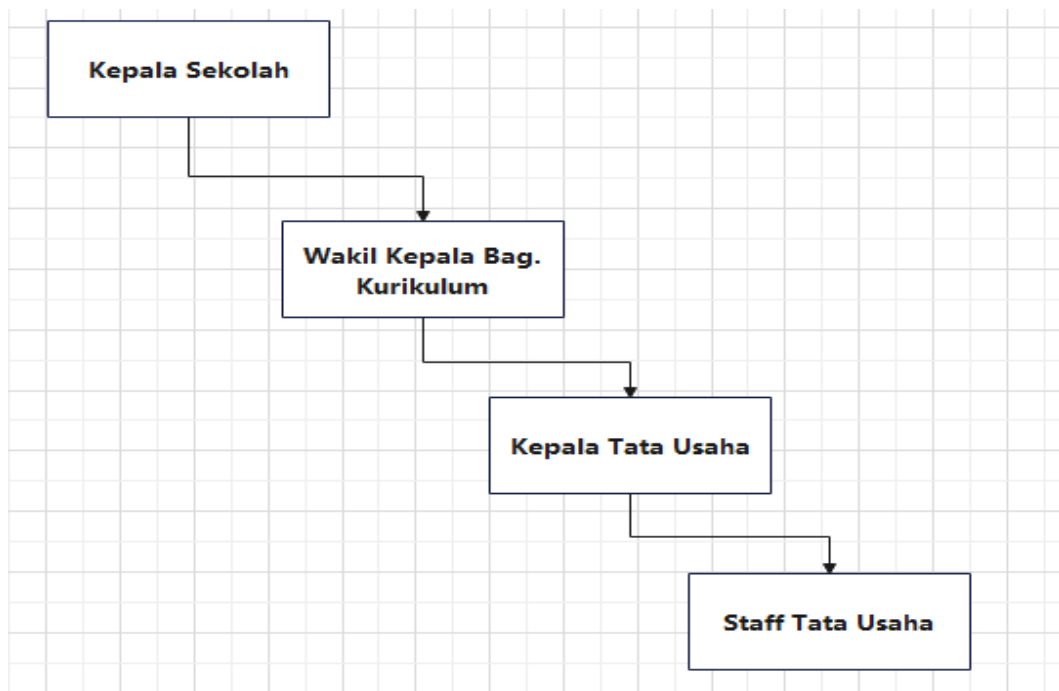 Kepala Sekolah
Wakil Kepala Bag.
Kurikulum
Kepala Tata Usaha
Staff Tata Usaha